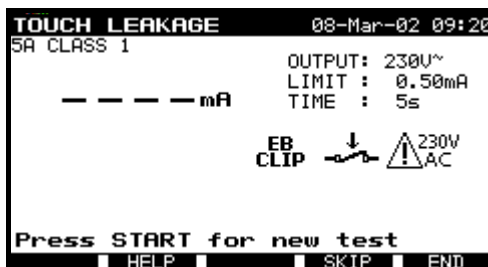 TOUCH LEAKAGE 08-Mar-02 09:20
5A CLASS 1
OUTPUT: 230V~
LIMIT : 0.50mA
– – – – mA TIME : 5s
EB CLIP 230V AC
Press START for new test
HELP SKIP END